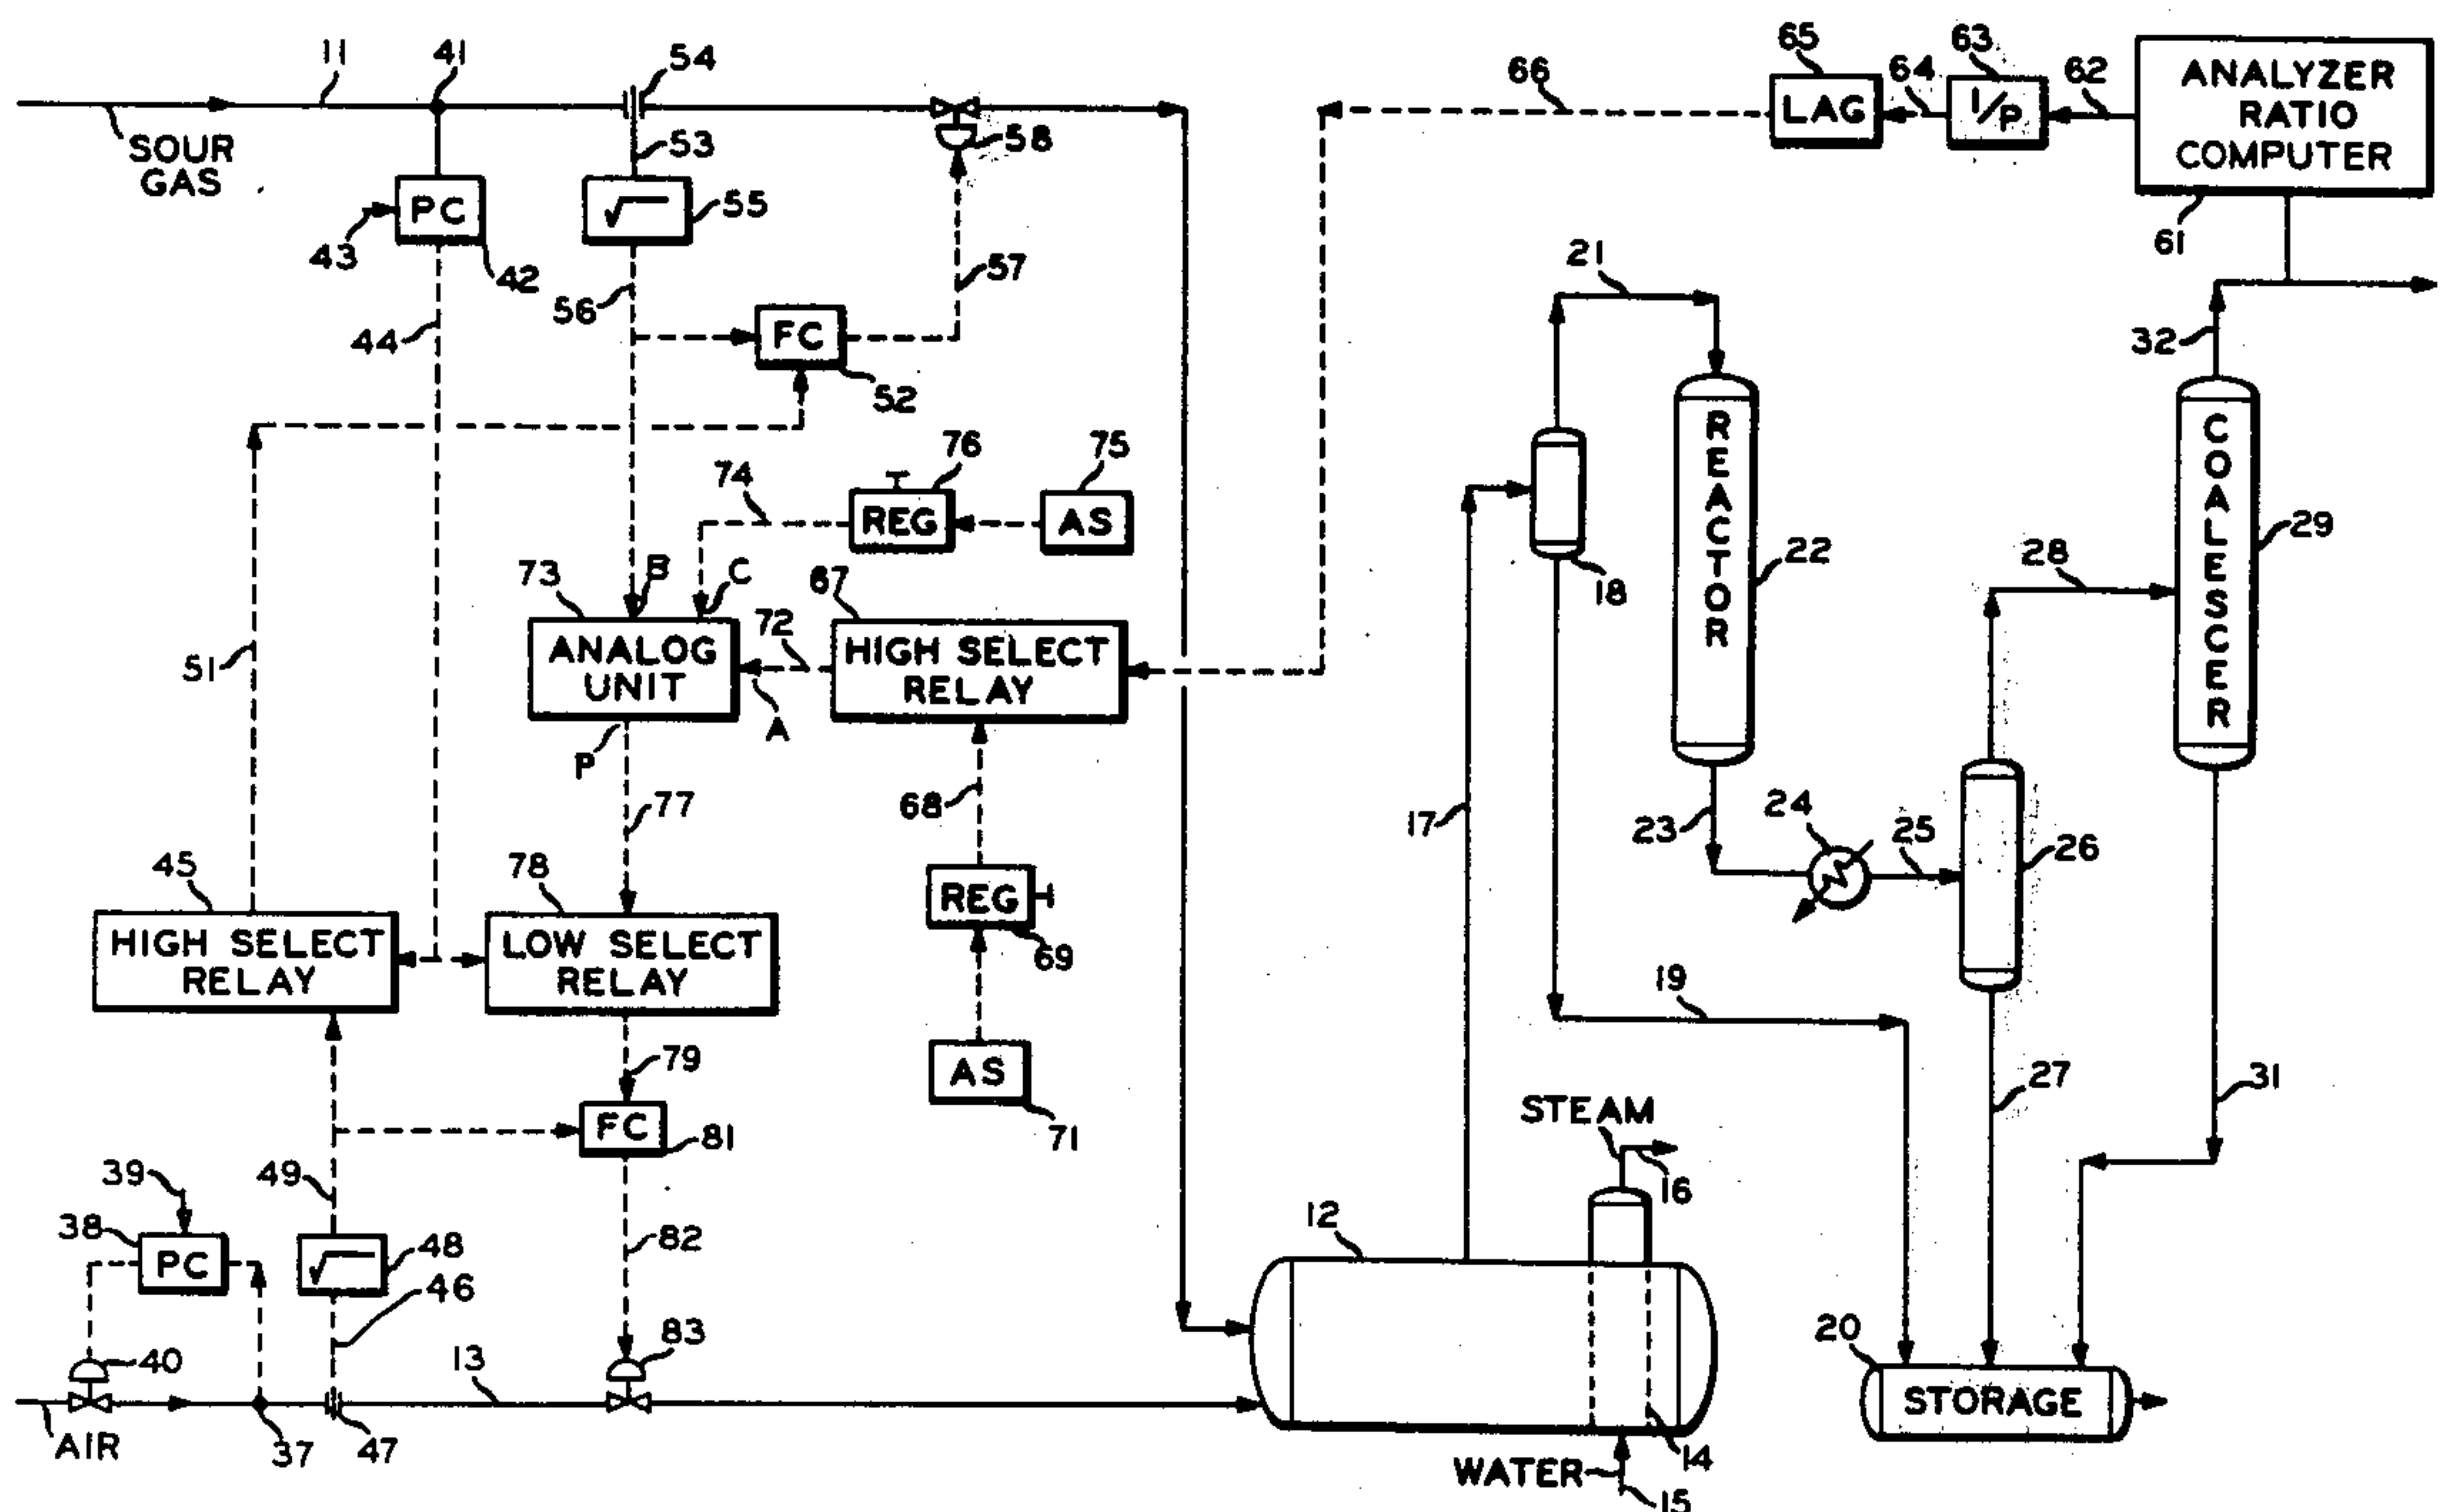 11
41
54
66
65
63
64
62
ANALYZER
RATIO
COMPUTER
LAG
I/P
SOUR
GAS
53
58
PC
√
55
43
42
61
56
57
21
44
FC
52
32
REACTOR
COALESCER
74
76
75
REG
AS
29
22
28
18
73
B
C
67
72
51
ANALOG
UNIT
HIGH SELECT
RELAY
A
P
77
68
17
23
24
25
26
45
78
REG
69
HIGH SELECT
RELAY
LOW SELECT
RELAY
19
79
AS
71
FC
81
STEAM
27
31
39
49
16
38
PC
√
48
82
12
46
40
13
83
20
STORAGE
AIR
37
47
14
WATER
15